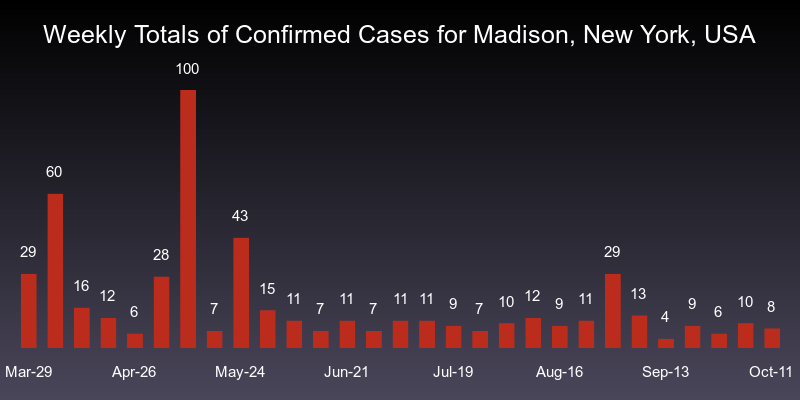 Weekly Totals of Confirmed Cases for Madison, New York, USA
29 60 16 12 6 28 100 7 43 15 11 7 11 7 11 11 9 7 10 12 9 11 29 13 4 9 6 10 8
Mar-29 Apr-26 May-24 Jun-21 Jul-19 Aug-16 Sep-13 Oct-11